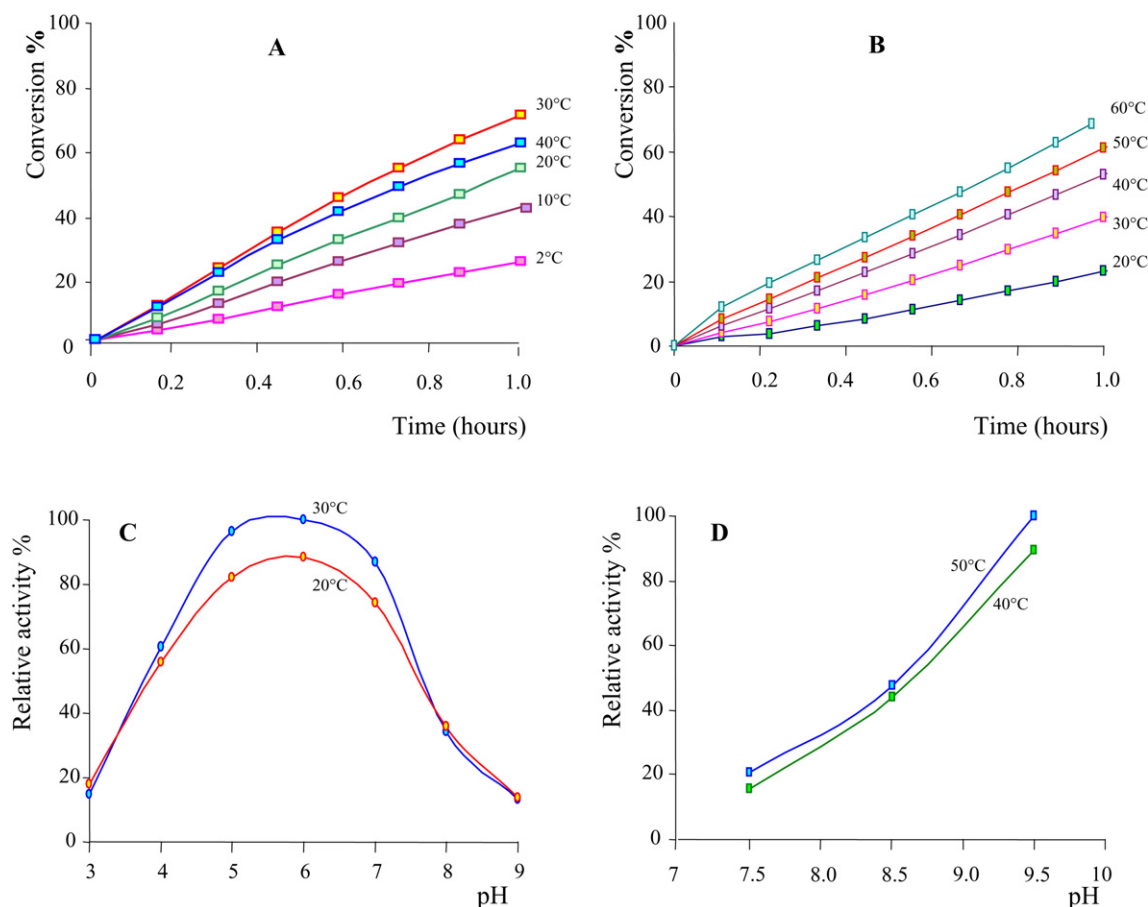 A
Conversion %
100
80
60
40
20
0
30°C
40°C
20°C
10°C
2°C
0 0.2 0.4 0.6 0.8 1.0
Time (hours)
B
Conversion %
100
80
60
40
20
0
60°C
50°C
40°C
30°C
20°C
0 0.2 0.4 0.6 0.8 1.0
Time (hours)
C
Relative activity %
100
80
60
40
20
0
30°C
20°C
3 4 5 6 7 8 9
pH
D
Relative activity %
100
80
60
40
20
0
50°C
40°C
7 7.5 8.0 8.5 9.0 9.5 10
pH